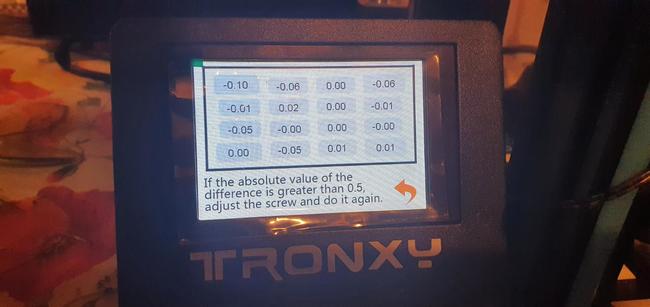 -0.10 -0.06 0.00 -0.06
-0.01 0.02 0.00 -0.01
-0.05 -0.00 0.00 -0.00
0.00 -0.05 0.01 0.01
If the absolute value of the
difference is greater than 0.5,
adjust the screw and do it again.
TRONXY